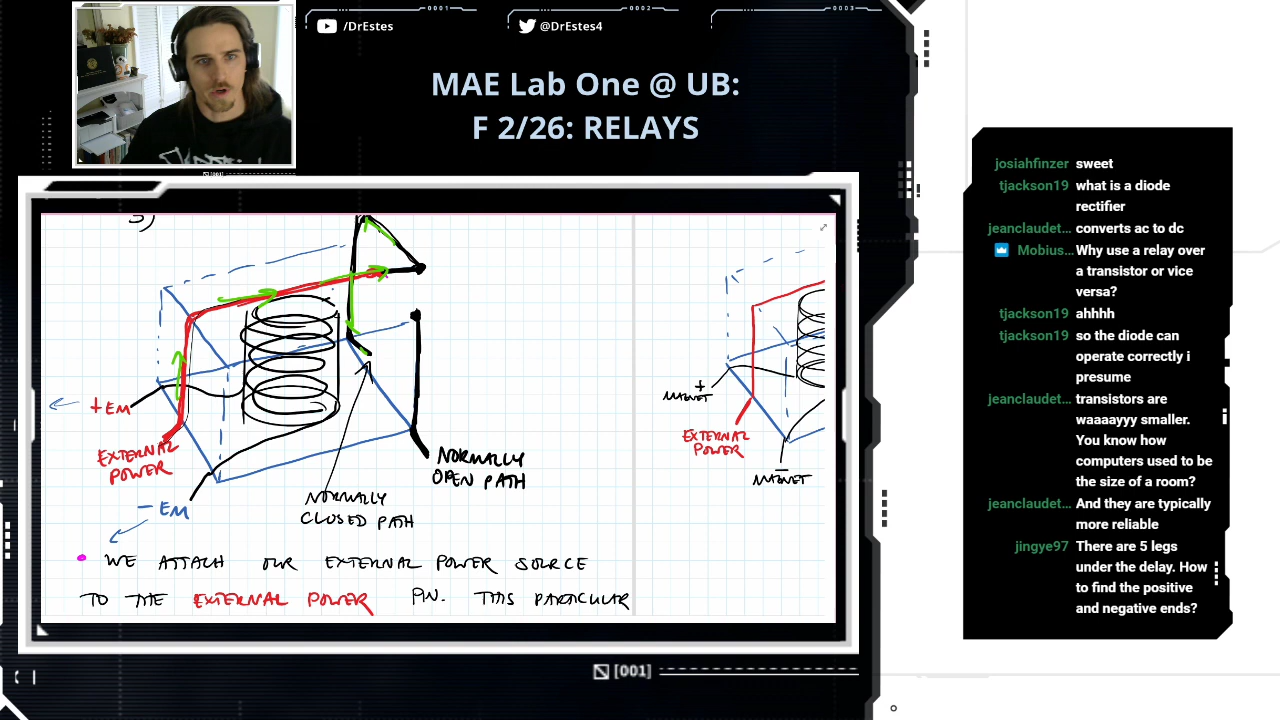 /DrEstes
0001
@DrEstes4
0002
0003
MAE Lab One @ UB:
F 2/26: RELAYS
[001]
3)
+ EM
EXTERNAL
POWER
- EM
NORMALLY
CLOSED PATH
NORMALLY
OPEN PATH
+
MAGNET
EXTERNAL
POWER
-
MAGNET
• WE ATTACH OUR EXTERNAL POWER SOURCE
TO THE EXTERNAL POWER PIN. THIS PARTICULAR
[001]
josiahfinzer sweet
tjackson19 what is a diode
rectifier
jeanclaudet... converts ac to dc
Mobius... Why use a relay over
a transistor or vice
versa?
tjackson19 ahhhh
tjackson19 so the diode can
operate correctly i
presume
jeanclaudet... transistors are
waaaayyy smaller.
You know how
computers used to be
the size of a room?
jeanclaudet... And they are typically
more reliable
jingye97 There are 5 legs
under the delay. How
to find the positive
and negative ends?